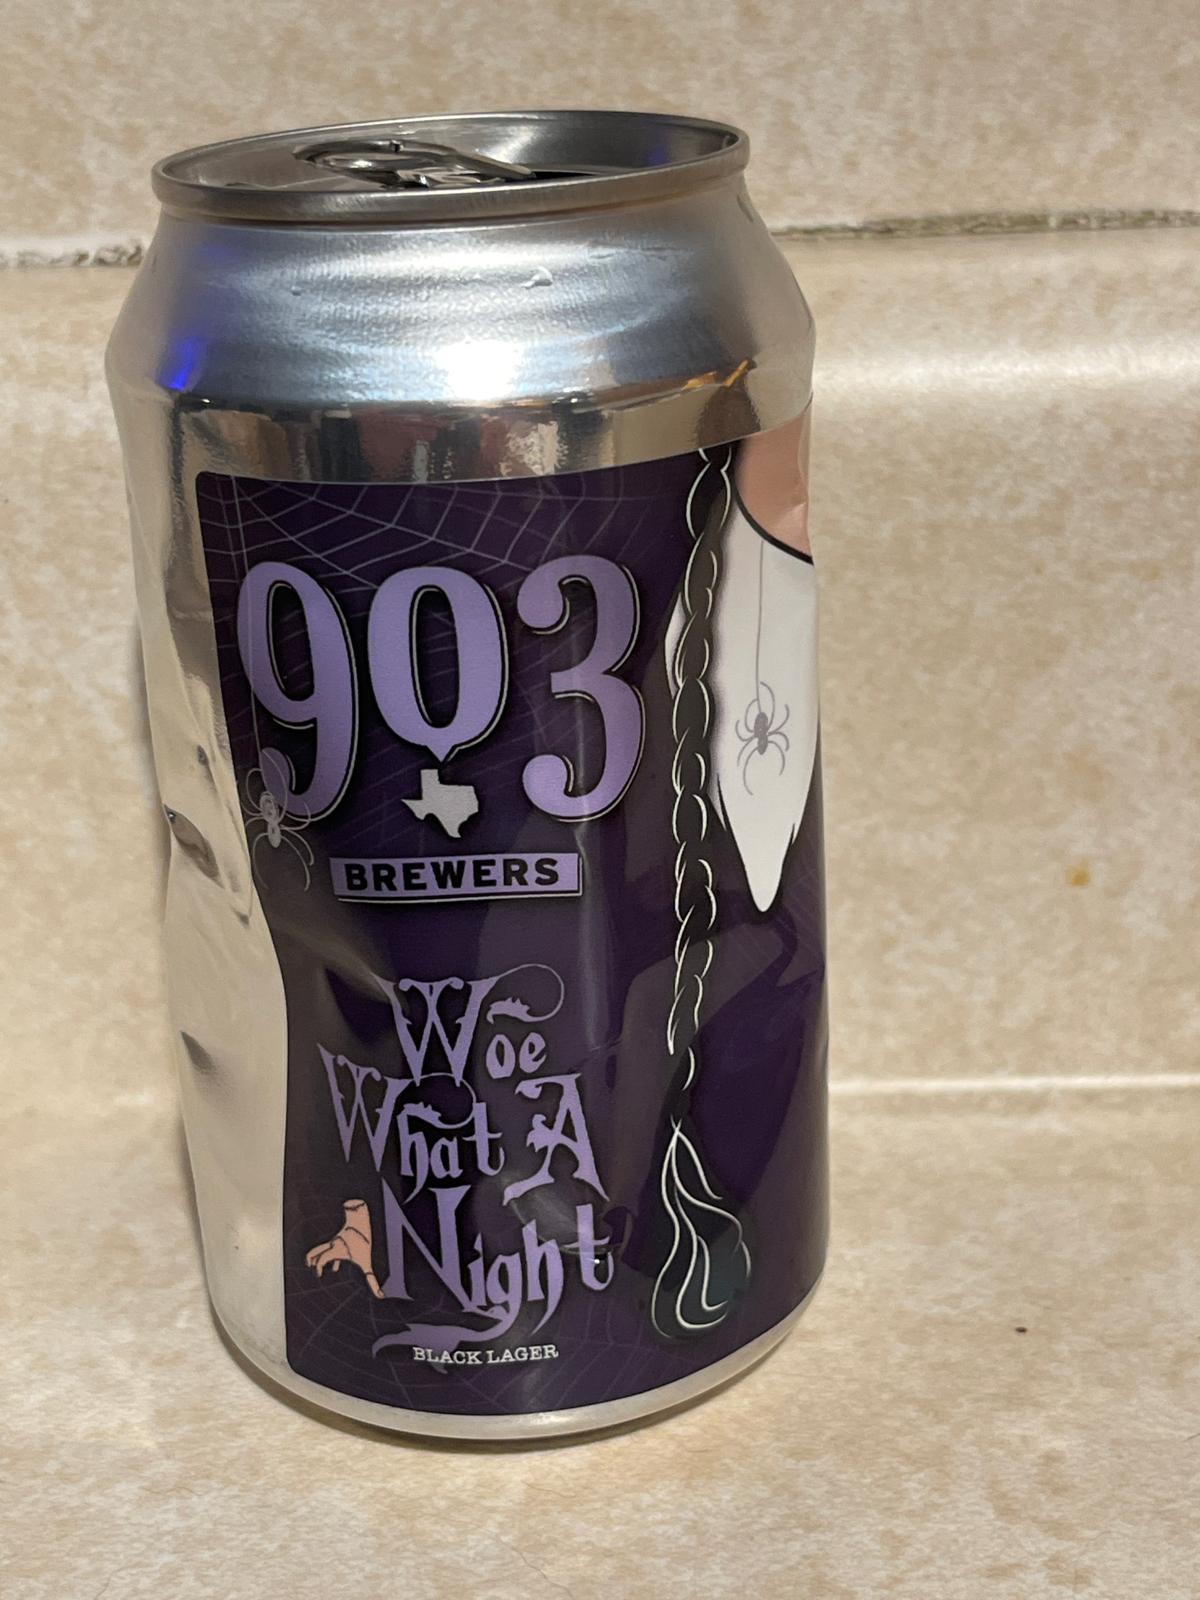 903
BREWERS
Woe
What A
Night
BLACK LAGER